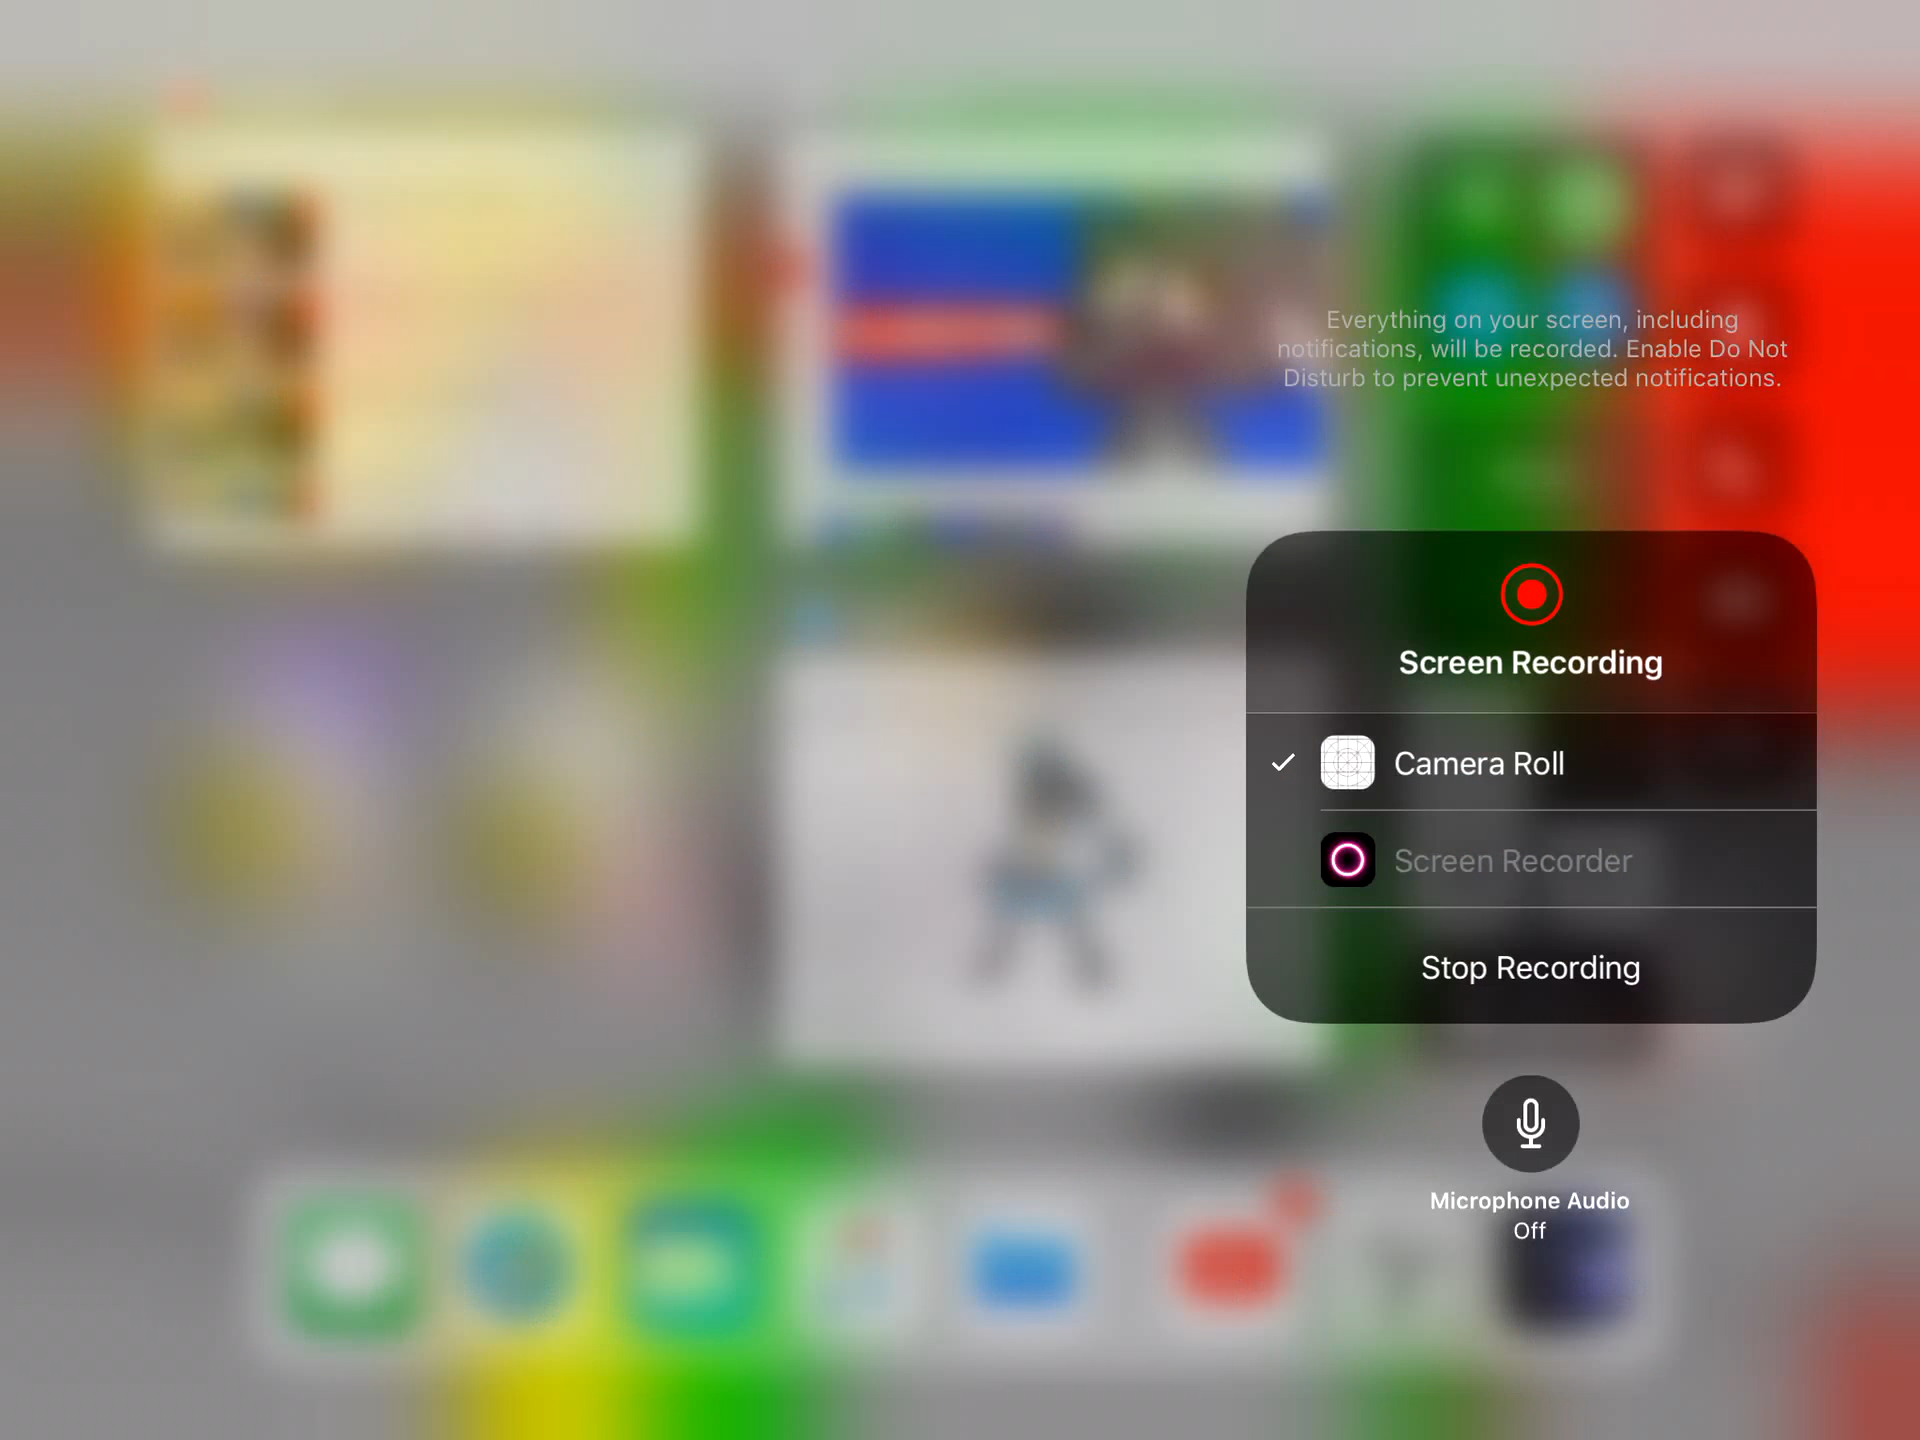 Everything on your screen, including
notifications, will be recorded. Enable Do Not
Disturb to prevent unexpected notifications.
Screen Recording
Camera Roll
Screen Recorder
Stop Recording
Microphone Audio
Off